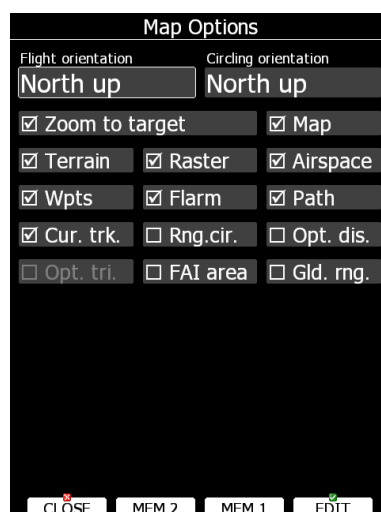 Map Options
Flight orientation Circling orientation
North up North up
Zoom to target Map
Terrain Raster Airspace
Wpts Flarm Path
Cur. trk. Rng.cir. Opt. dis.
Opt. tri. FAI area Gld. rng.
CLOSE MEM 2 MEM 1 EDIT